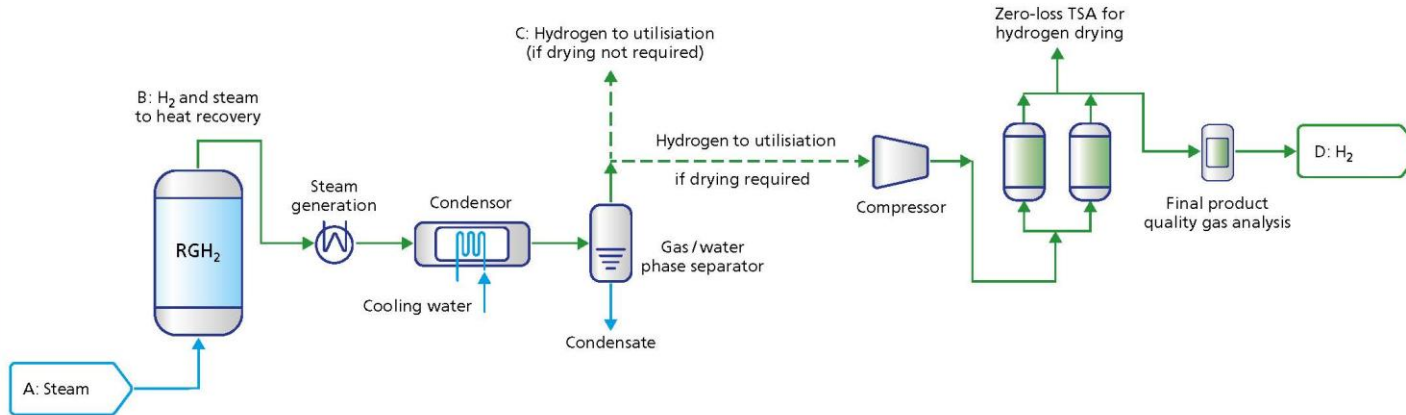 C: Hydrogen to utilisiation
(if drying not required)
Zero-loss TSA for
hydrogen drying
B: H₂ and steam
to heat recovery
Hydrogen to utilisiation
if drying required
Steam
generation
Condensor
RGH₂
Compressor
D: H₂
Final product
quality gas analysis
Gas / water
phase separator
Cooling water
Condensate
A: Steam